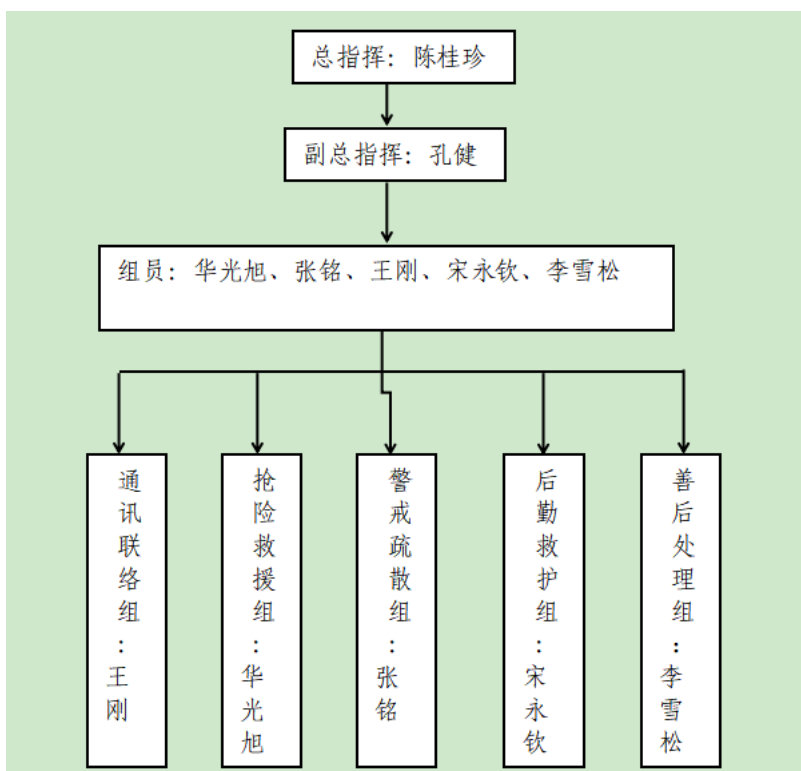 总指挥：陈桂珍
副总指挥：孔健
组员：华光旭、张铭、王刚、宋永钦、李雪松
通讯联络组：王刚
抢险救援组：华光旭
警戒疏散组：张铭
后勤救护组：宋永钦
善后处理组：李雪松